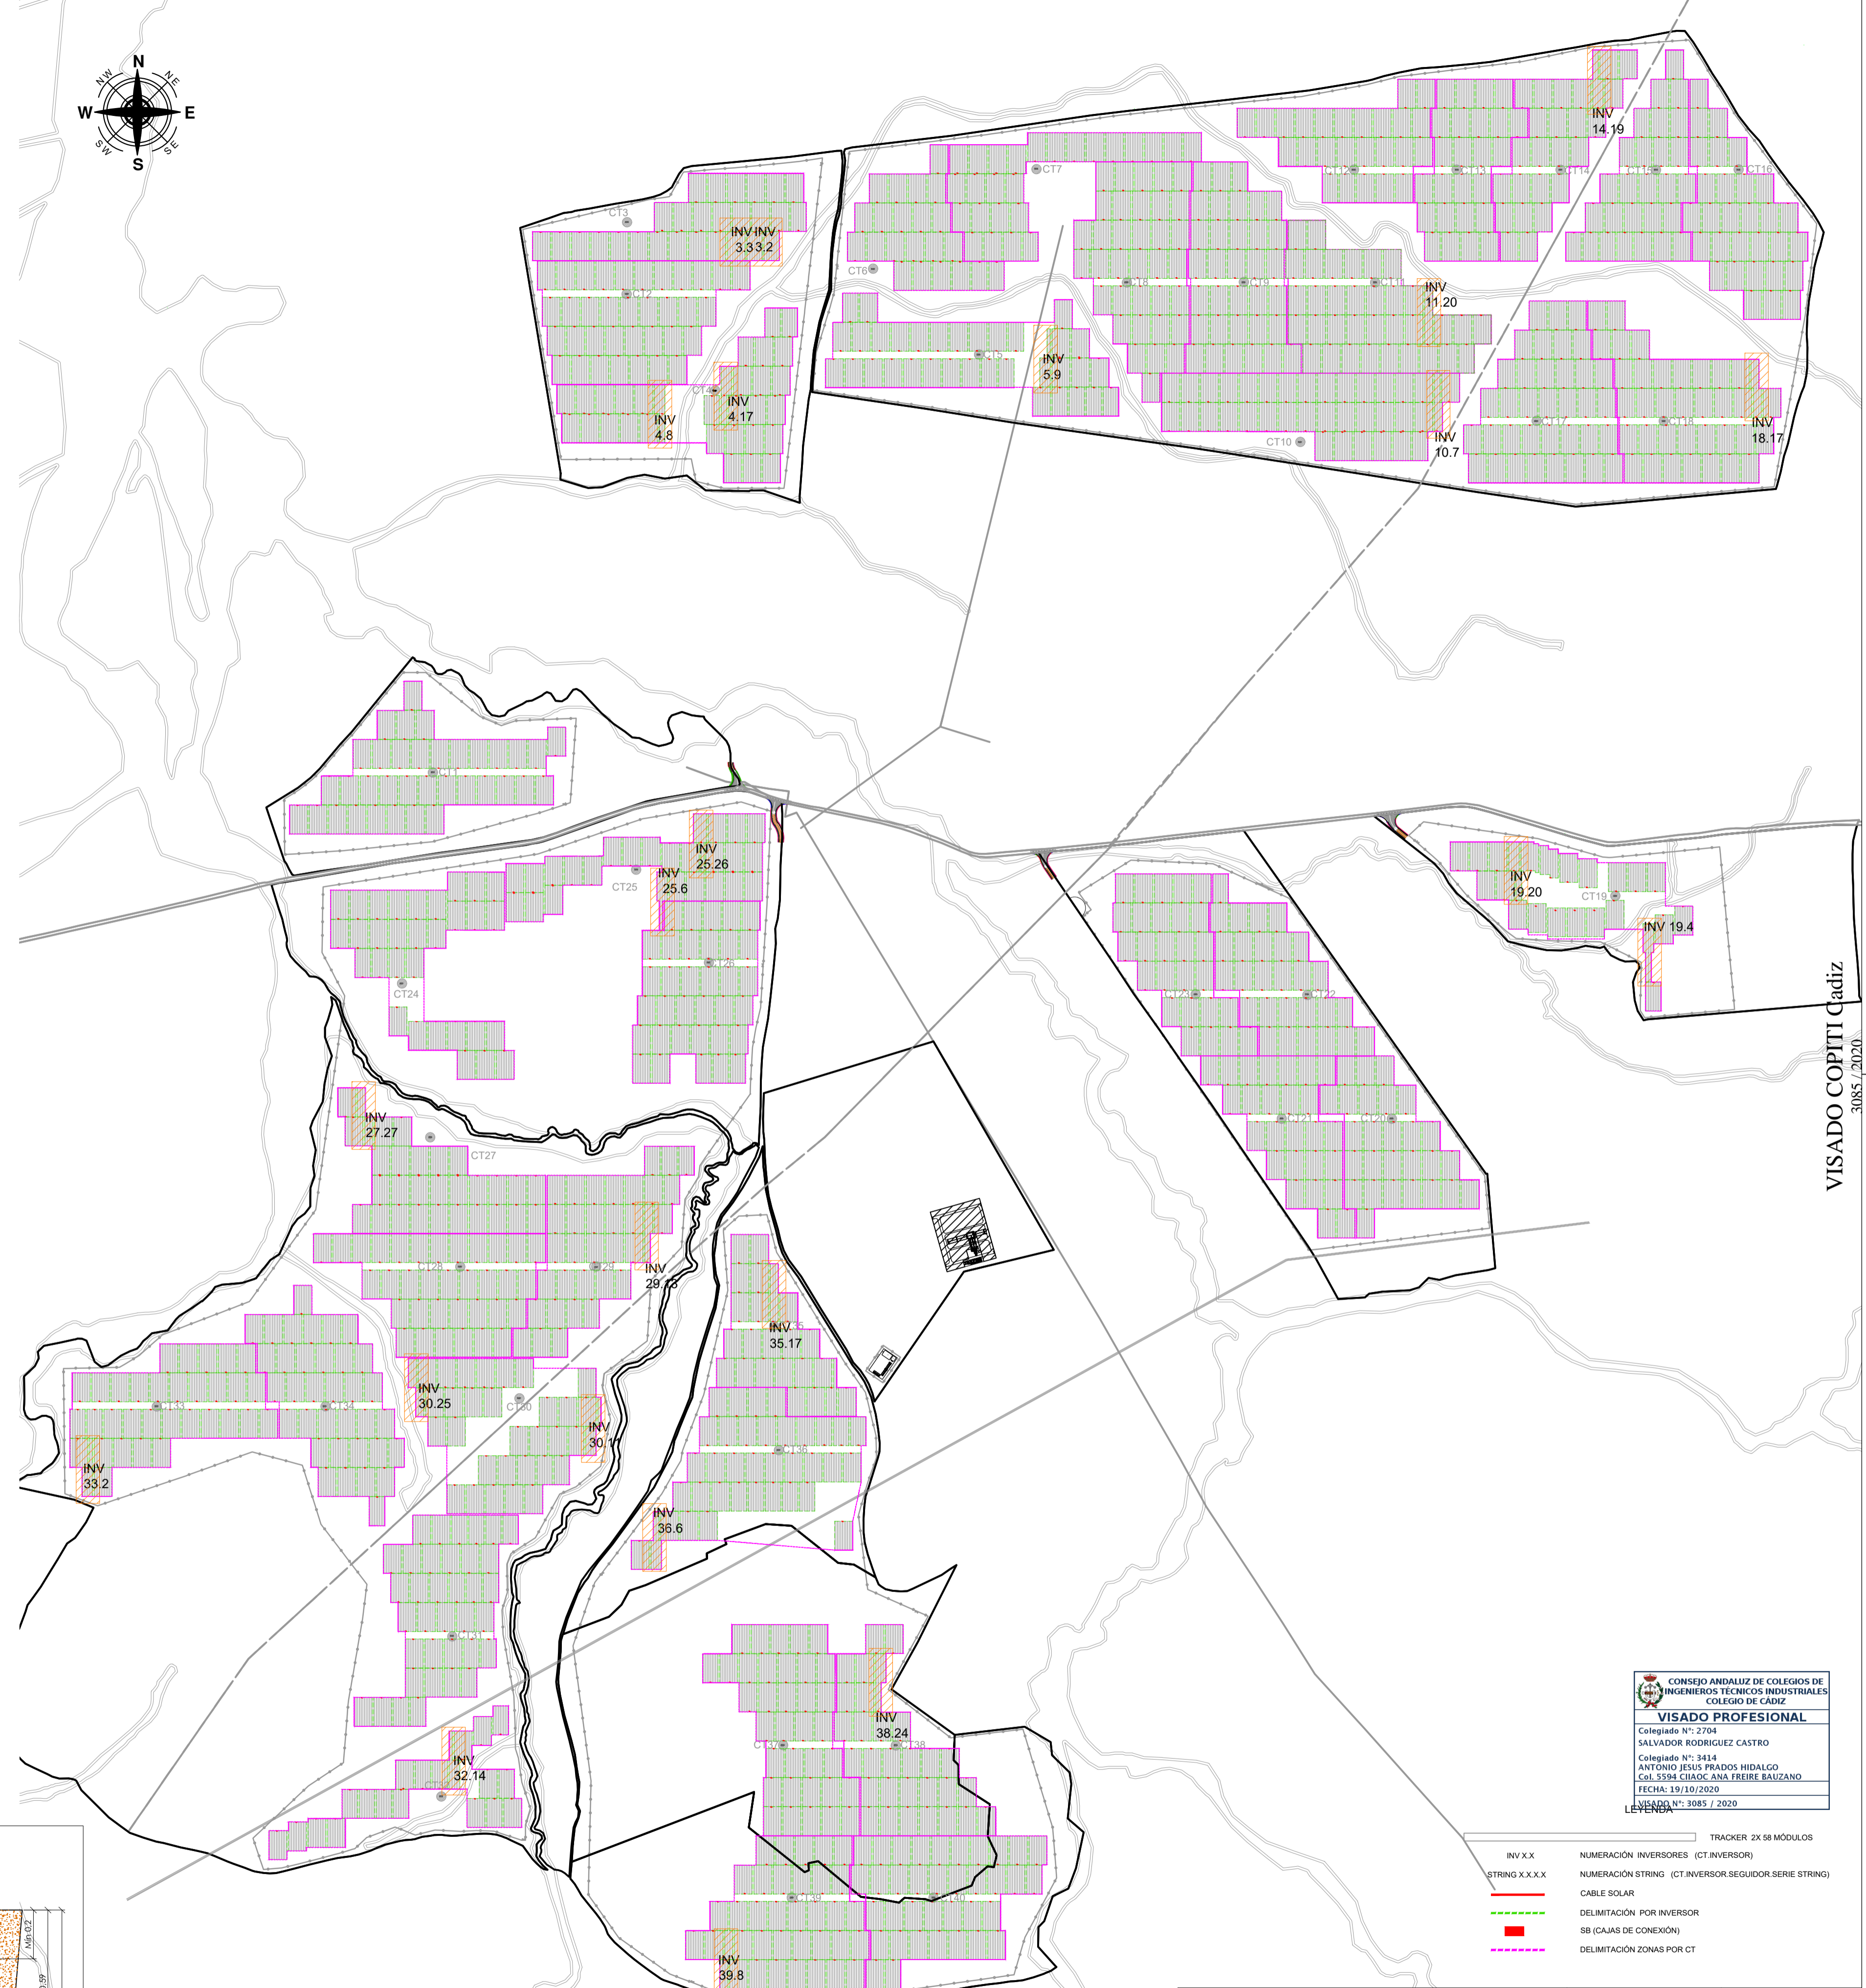 N
NW
NE
W
E
SW
SE
S
INV
14.19
CT7
CT12
CT13
CT14
CT15
CT16
CT3
INV INV
3.3 3.2
CT6
CT2
CT8
CT9
CT11
INV
11.20
CT5
INV
5.9
CT4
INV
4.17
INV
4.8
CT10
INV
10.7
CT17
CT18
INV
18.17
CT1
INV
25.26
CT25
INV
25.6
INV
19.20
CT19
INV 19.4
CT26
CT24
CT23
CT22
VISADO COPITI Cadiz
3085 / 2020
INV
27.27
CT27
CT21
CT20
CT28
CT29
INV
29.18
CT35
INV
35.17
INV
30.25
CT30
CT33
CT34
INV
30.11
CT36
INV
33.2
INV
36.6
CT31
INV
38.24
CT37
CT38
INV
32.14
CT39
CT40
INV
39.8
Min:0.2
CONSEJO ANDALUZ DE COLEGIOS DE
INGENIEROS TÉCNICOS INDUSTRIALES
COLEGIO DE CÁDIZ
VISADO PROFESIONAL
Colegiado Nº: 2704
SALVADOR RODRIGUEZ CASTRO
Colegiado Nº: 3414
ANTONIO JESUS PRADOS HIDALGO
Col. 5594 CIIAOC ANA FREIRE BAUZANO
FECHA: 19/10/2020
VISADO Nº: 3085 / 2020
LEYENDA
TRACKER 2X 58 MÓDULOS
INV X.X NUMERACIÓN INVERSORES (CT.INVERSOR)
STRING X.X.X.X NUMERACIÓN STRING (CT.INVERSOR.SEGUIDOR.SERIE STRING)
CABLE SOLAR
DELIMITACIÓN POR INVERSOR
SB (CAJAS DE CONEXIÓN)
DELIMITACIÓN ZONAS POR CT